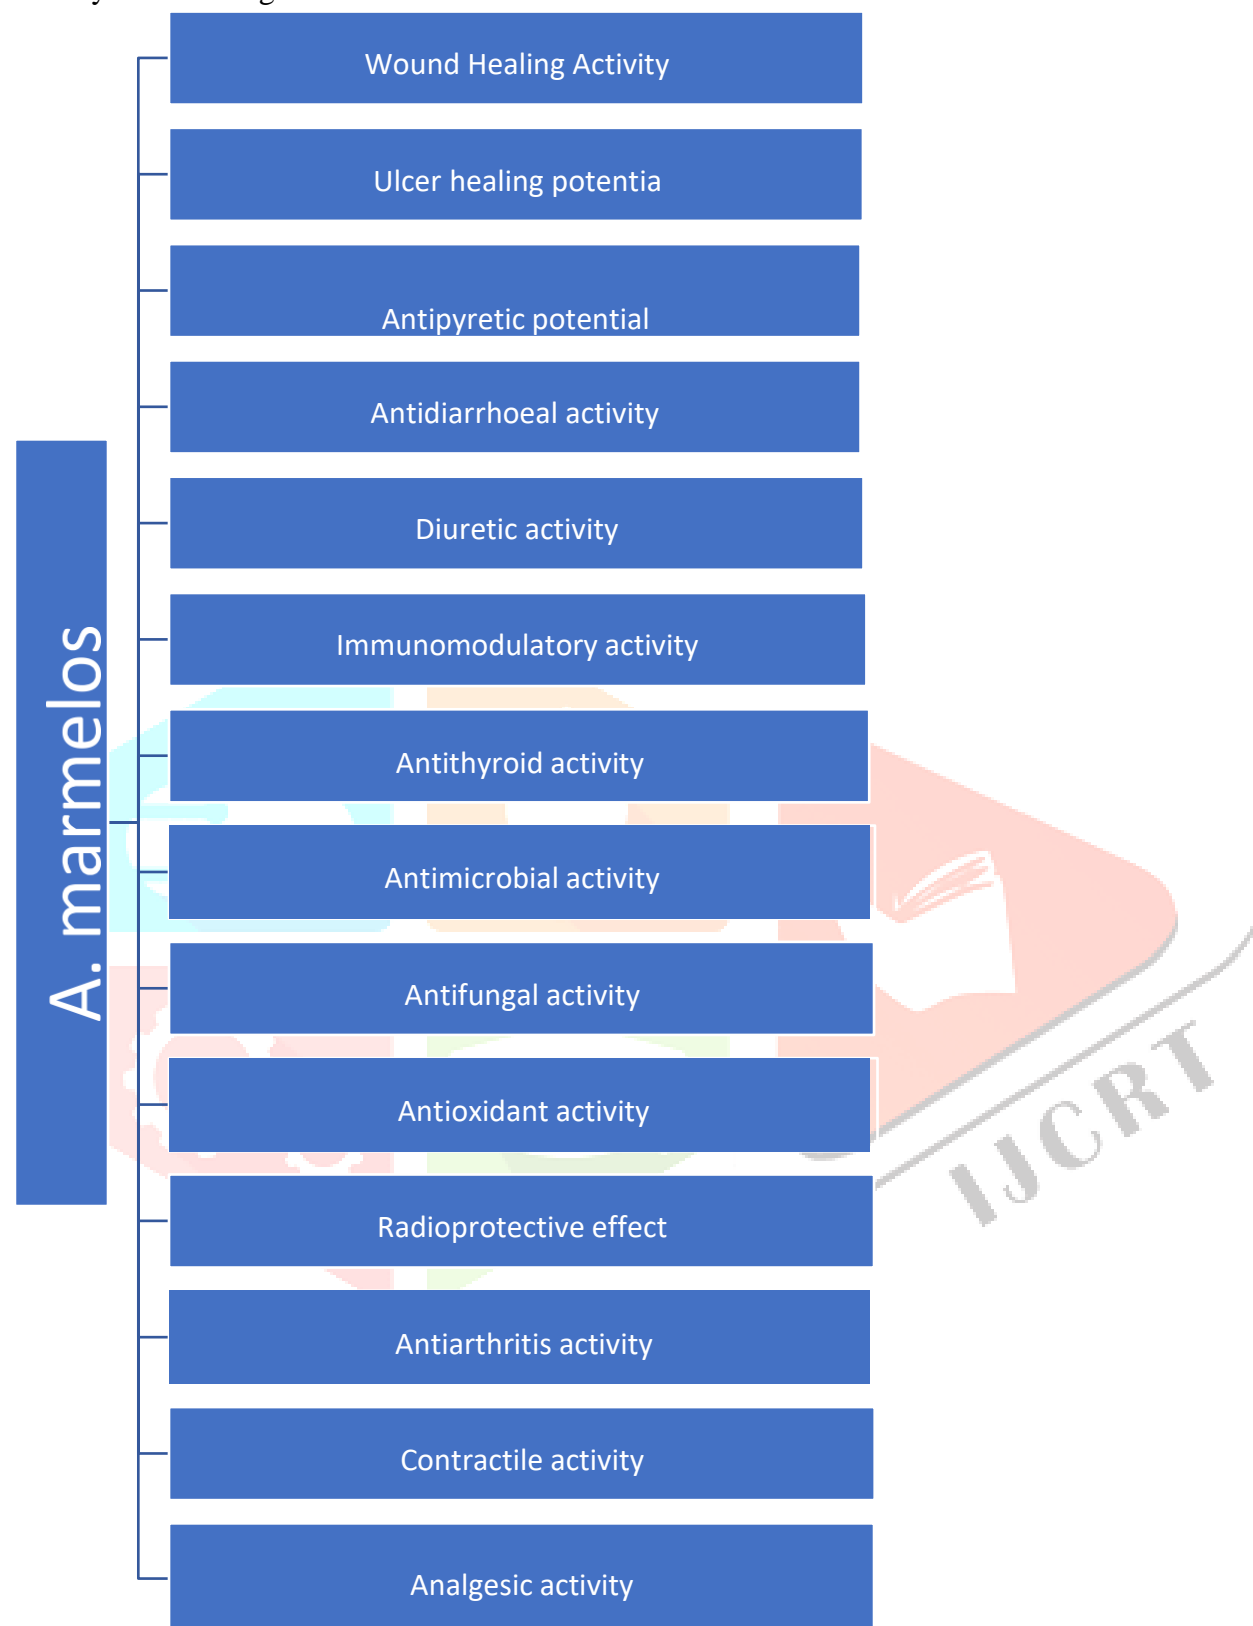 A. marmelos
Wound Healing Activity
Ulcer healing potentia
Antipyretic potential
Antidiarrhoeal activity
Diuretic activity
Immunomodulatory activity
Antithyroid activity
Antimicrobial activity
Antifungal activity
Antioxidant activity
Radioprotective effect
Antiarthritis activity
Contractile activity
Analgesic activity
IJCRT